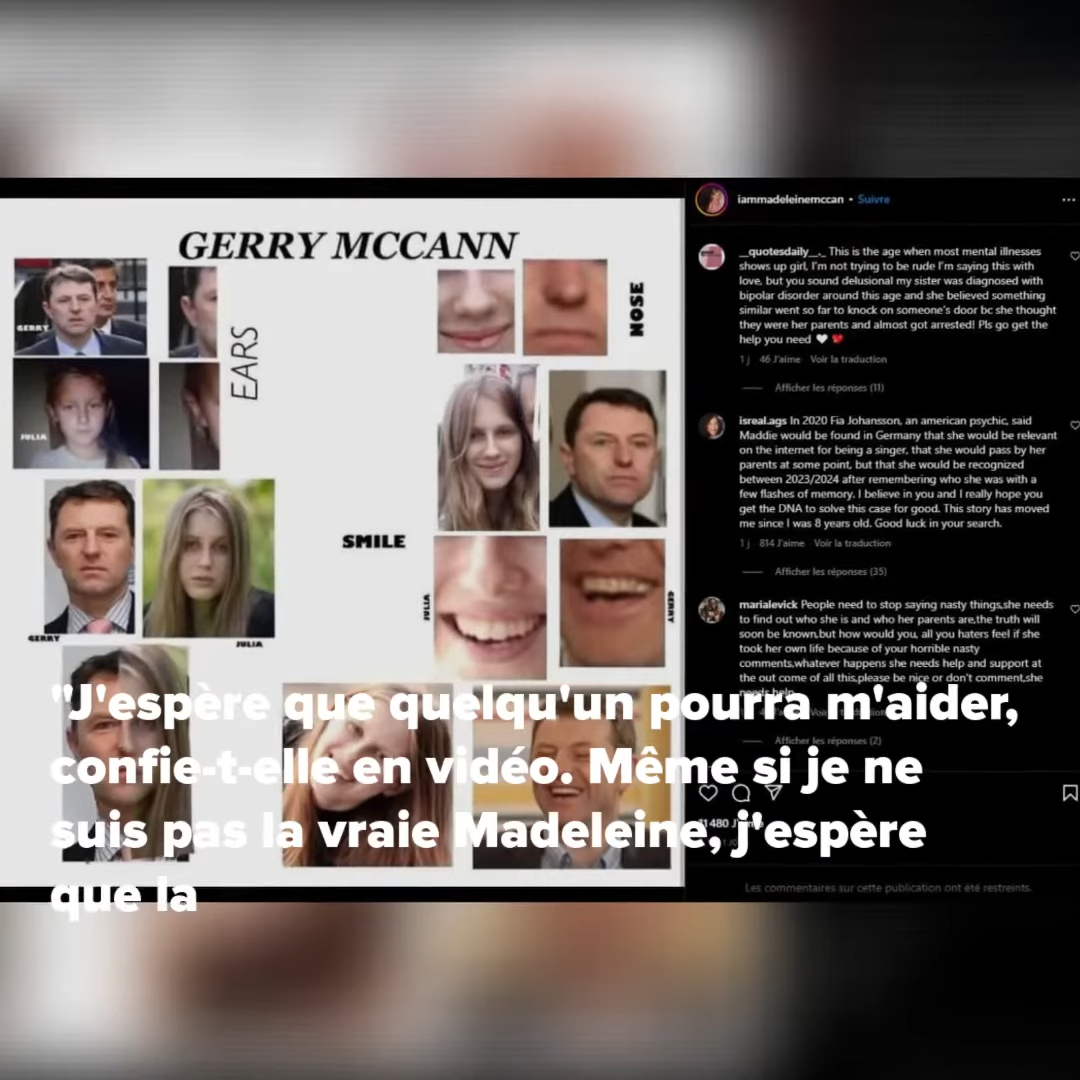 GERRY MCCANN
GERRY
EARS
JULIA
NOSE
SMILE
JULIA
GERRY
GERRY
JULIA
iammadeleinemccan • Suivre
__quotesdaily__._ This is the age when most mental illnesses
shows up girl, I'm not trying to be rude I'm saying this with
love, but you sound delusional my sister was diagnosed with
bipolar disorder around this age and she believed something
similar went so far to knock on someone's door bc she thought
they were her parents and almost got arrested! Pls go get the
help you need
1 j 46 J'aime Voir la traduction
Afficher les réponses (11)
isreal.ags In 2020 Fia Johansson, an american psychic, said
Maddie would be found in Germany that she would be relevant
on the internet for being a singer, that she would pass by her
parents at some point, but that she would be recognized
between 2023/2024 after remembering who she was with a
few flashes of memory. I believe in you and I really hope you
get the DNA to solve this case for good. This story has moved
me since I was 8 years old. Good luck in your search.
1 j 814 J'aime Voir la traduction
Afficher les réponses (35)
marialevick People need to stop saying nasty things,she needs
to find out who she is and who her parents are,the truth will
soon be known,but how would you, all you haters feel if she
took her own life because of your horrible nasty
comments,whatever happens she needs help and support at
the out come of all this,please be nice or don't comment,she
needs help
Afficher les réponses (2)
Les commentaires sur cette publication ont été restreints.
"J'espère que quelqu'un pourra m'aider,
confie-t-elle en vidéo. Même si je ne
suis pas la vraie Madeleine, j'espère
que la